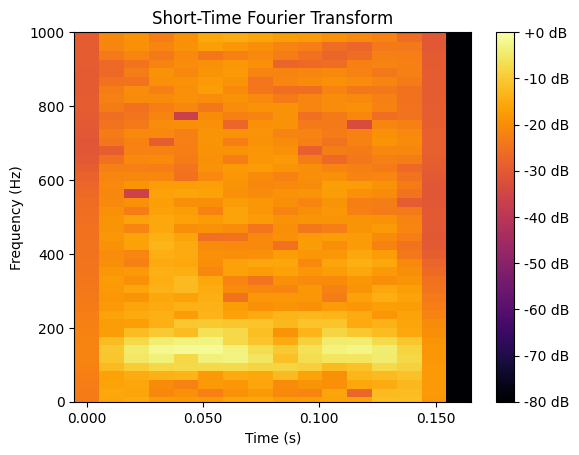 Short-Time Fourier Transform
1000
800
600
400
200
0
Frequency (Hz)
0.000
0.050
0.100
0.150
Time (s)
+0 dB
-10 dB
-20 dB
-30 dB
-40 dB
-50 dB
-60 dB
-70 dB
-80 dB